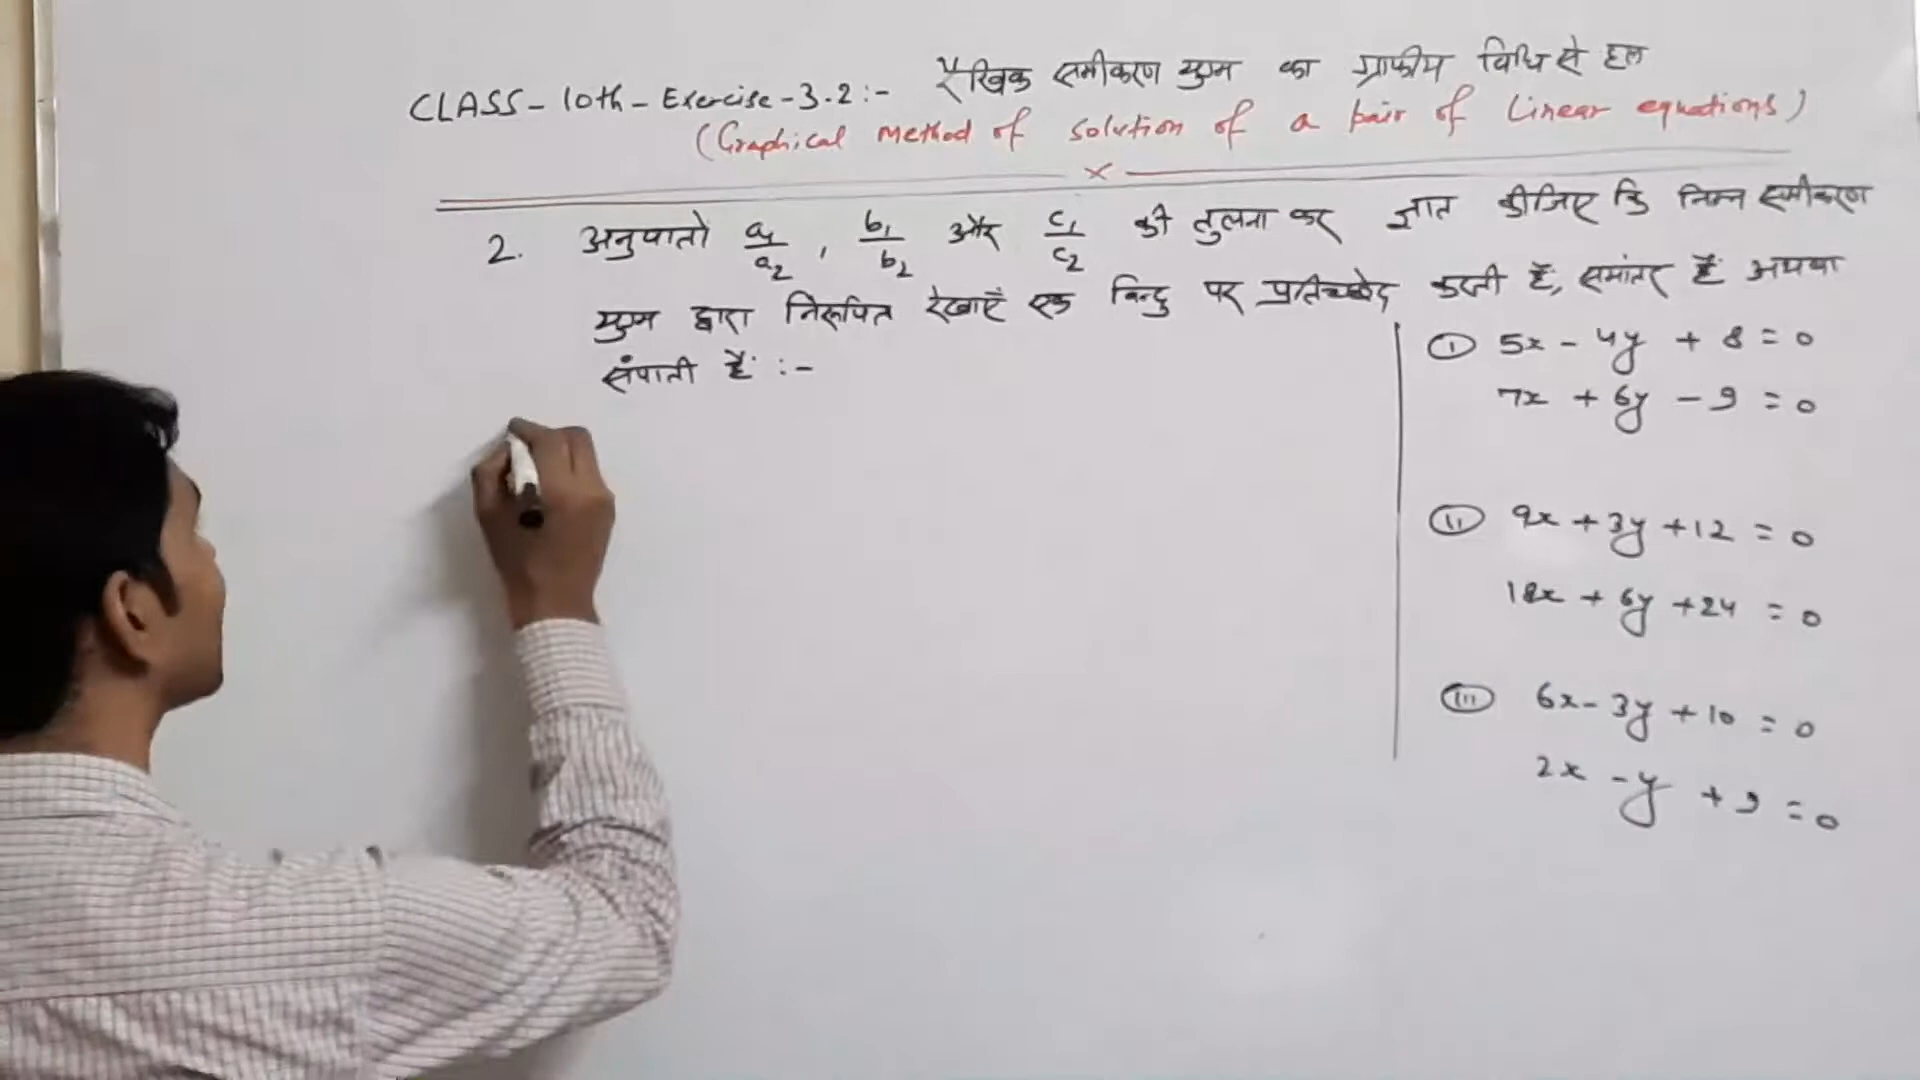 CLASS - 10th - Exercise - 3.2 :- रैखिक समीकरण युग्म का ग्राफीय विधि से हल
(Graphical method of solution of a pair of Linear equations)
2. अनुपातो a1/a2 , b1/b2 और c1/c2 की तुलना कर ज्ञात कीजिए कि निम्न समीकरण
युग्म द्वारा निरूपित रेखाएँ एक बिन्दु पर प्रतिच्छेद करती हैं, समांतर हैं अथवा
संपाती हैं :-
(i) 5x - 4y + 8 = 0
7x + 6y - 9 = 0
(ii) 9x + 3y + 12 = 0
18x + 6y + 24 = 0
(iii) 6x - 3y + 10 = 0
2x - y + 9 = 0